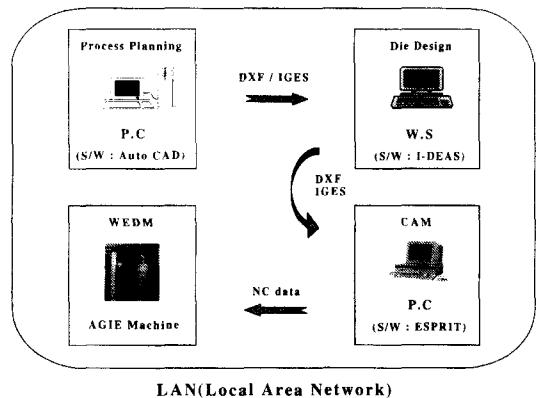 Process Planning
P.C
(S/W : Auto CAD)
DXF / IGES
Die Design
W.S
(S/W : I-DEAS)
DXF
IGES
WEDM
AGIE Machine
NC data
CAM
P.C
(S/W : ESPRIT)
LAN(Local Area Network)